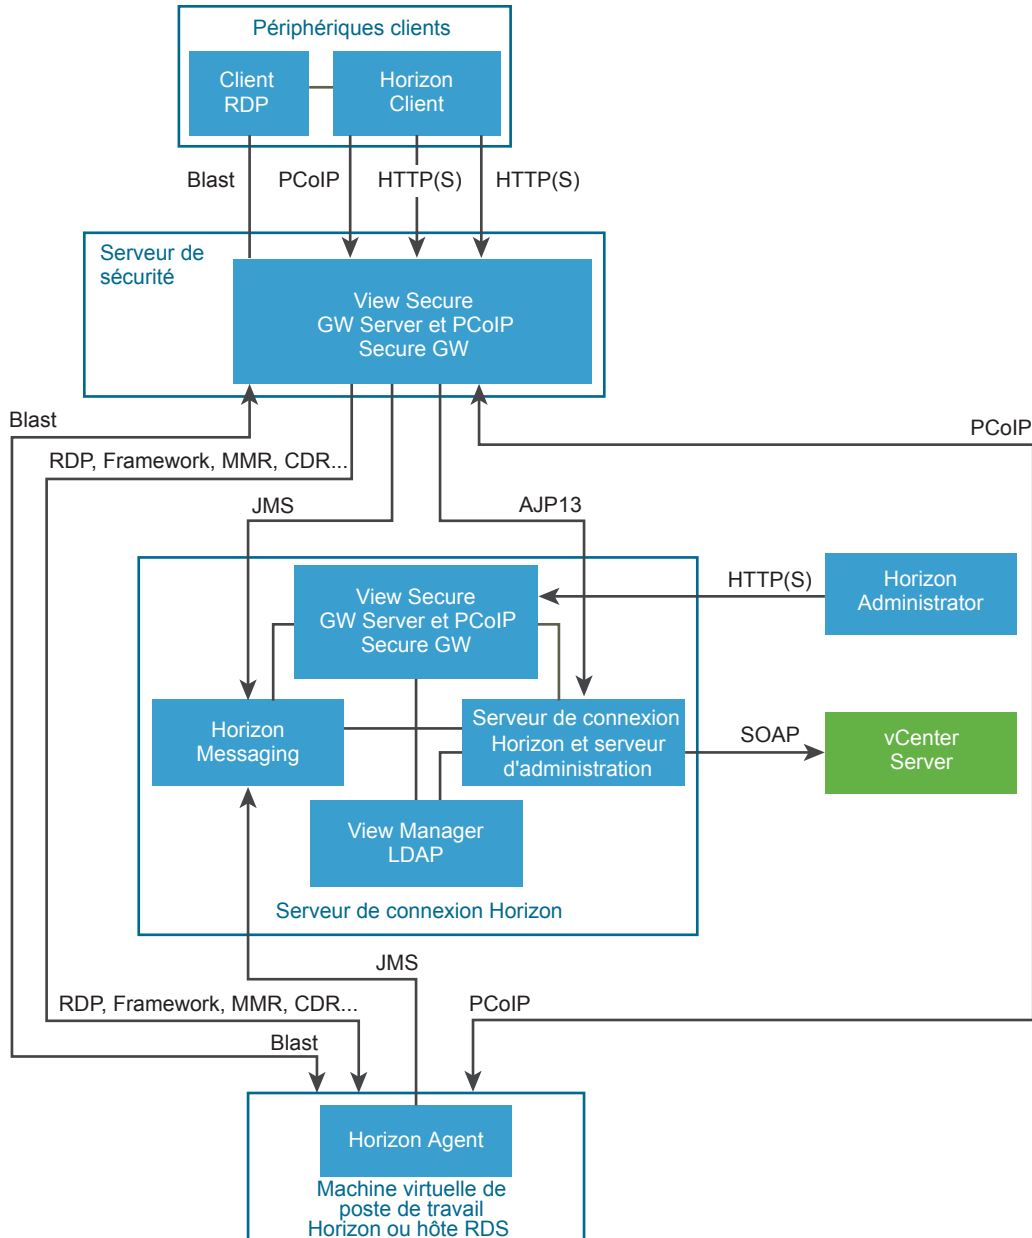 Périphériques clients
Client
RDP
Horizon
Client
Blast
PCoIP
HTTP(S)
HTTP(S)
Serveur de
sécurité
View Secure
GW Server et PCoIP
Secure GW
Blast
PCoIP
RDP, Framework, MMR, CDR...
JMS
AJP13
View Secure
GW Server et PCoIP
Secure GW
HTTP(S)
Horizon
Administrator
Horizon
Messaging
Serveur de connexion
Horizon et serveur
d'administration
SOAP
vCenter
Server
View Manager
LDAP
Serveur de connexion Horizon
JMS
RDP, Framework, MMR, CDR...
PCoIP
Blast
Horizon Agent
Machine virtuelle de
poste de travail
Horizon ou hôte RDS